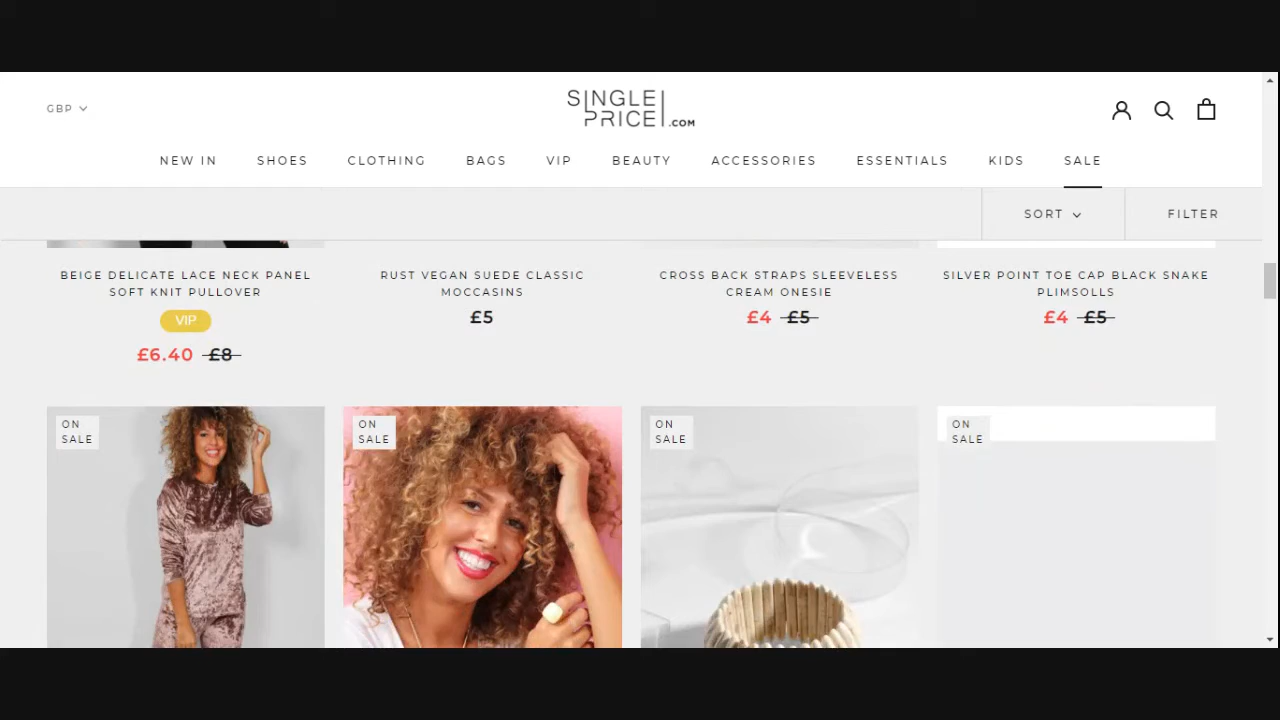 GBP
SINGLE
PRICE.COM
NEW IN SHOES CLOTHING BAGS VIP BEAUTY ACCESSORIES ESSENTIALS KIDS SALE
SORT FILTER
BEIGE DELICATE LACE NECK PANEL
SOFT KNIT PULLOVER
VIP
£6.40 £8
RUST VEGAN SUEDE CLASSIC
MOCCASINS
£5
CROSS BACK STRAPS SLEEVELESS
CREAM ONESIE
£4 £5
SILVER POINT TOE CAP BLACK SNAKE
PLIMSOLLS
£4 £5
ON
SALE
ON
SALE
ON
SALE
ON
SALE